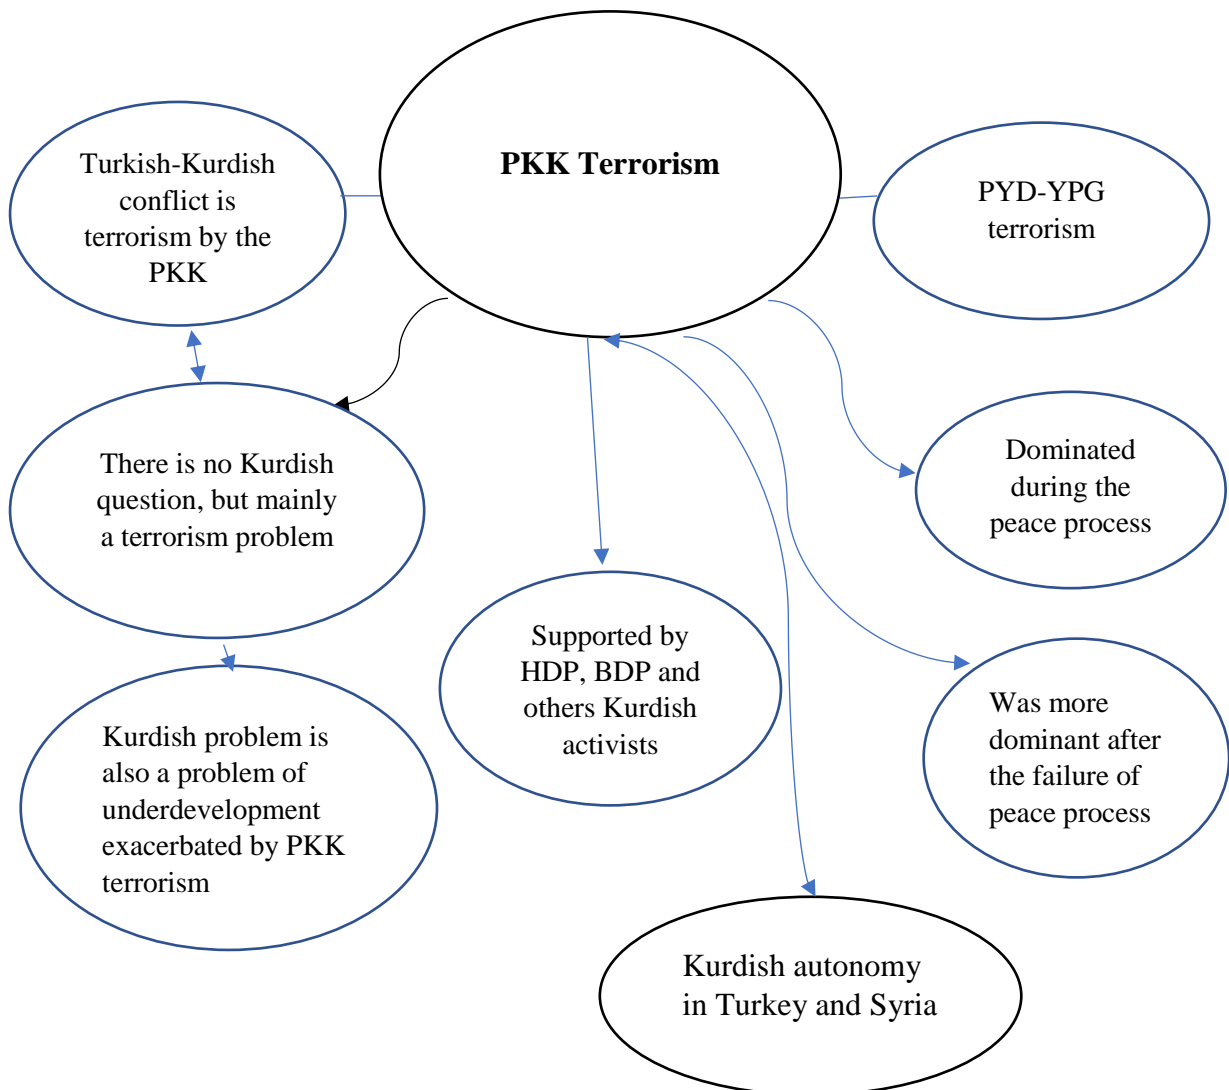 PKK Terrorism
Turkish-Kurdish
conflict is
terrorism by the
PKK
PYD-YPG
terrorism
There is no Kurdish
question, but mainly
a terrorism problem
Dominated
during the
peace process
Supported by
HDP, BDP and
others Kurdish
activists
Was more
dominant after
the failure of
peace process
Kurdish problem is
also a problem of
underdevelopment
exacerbated by PKK
terrorism
Kurdish autonomy
in Turkey and Syria